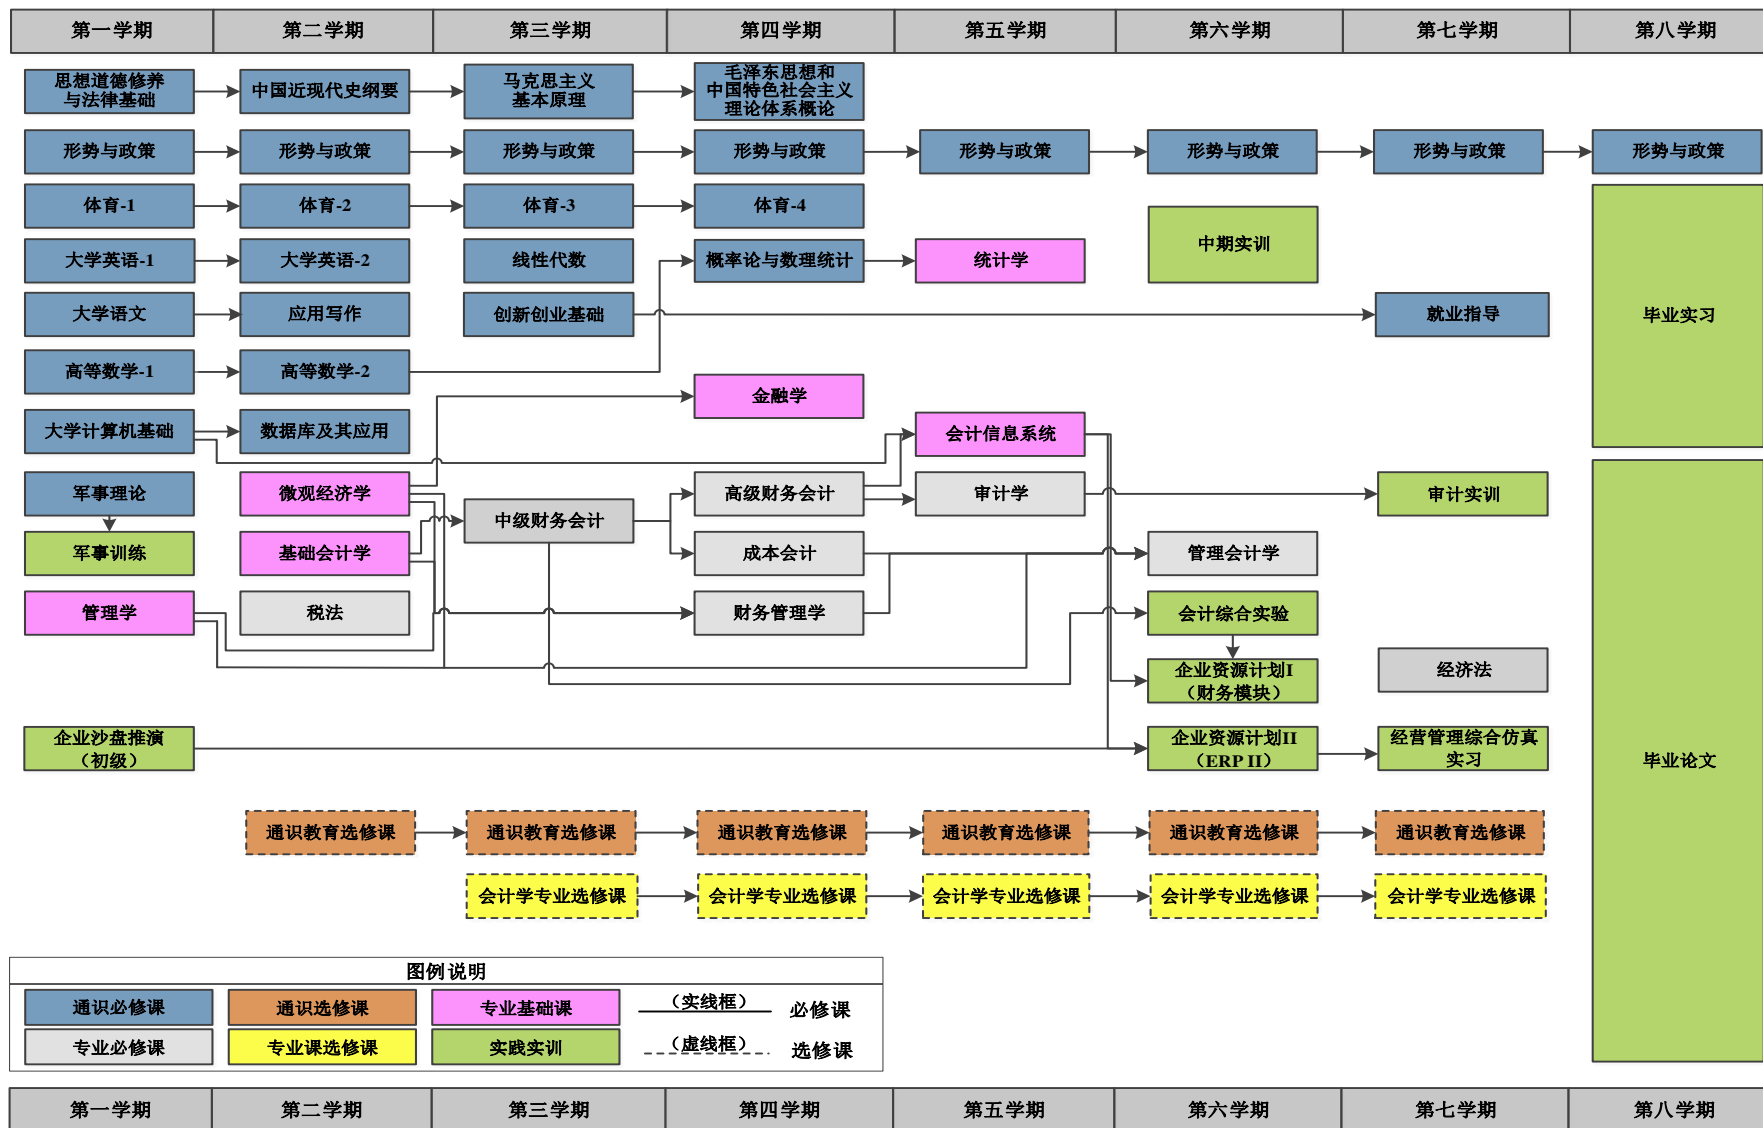 第一学期
第二学期
第三学期
第四学期
第五学期
第六学期
第七学期
第八学期
思想道德修养
与法律基础
中国近现代史纲要
马克思主义
基本原理
毛泽东思想和
中国特色社会主义
理论体系概论
形势与政策
形势与政策
形势与政策
形势与政策
形势与政策
形势与政策
形势与政策
形势与政策
体育-1
体育-2
体育-3
体育-4
中期实训
毕业实习
大学英语-1
大学英语-2
线性代数
概率论与数理统计
统计学
大学语文
应用写作
创新创业基础
就业指导
高等数学-1
高等数学-2
金融学
大学计算机基础
数据库及其应用
会计信息系统
军事理论
微观经济学
中级财务会计
高级财务会计
审计学
审计实训
军事训练
基础会计学
成本会计
管理会计学
管理学
税法
财务管理学
会计综合实验
企业资源计划I
（财务模块）
经济法
企业沙盘推演
（初级）
企业资源计划II
（ERP II）
经营管理综合仿真
实习
毕业论文
通识教育选修课
通识教育选修课
通识教育选修课
通识教育选修课
通识教育选修课
通识教育选修课
会计学专业选修课
会计学专业选修课
会计学专业选修课
会计学专业选修课
会计学专业选修课
图例说明
通识必修课
通识选修课
专业基础课
（实线框）
必修课
专业必修课
专业课选修课
实践实训
（虚线框）
选修课
第一学期
第二学期
第三学期
第四学期
第五学期
第六学期
第七学期
第八学期